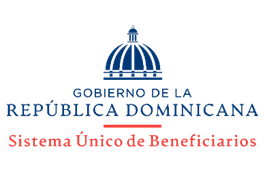 GOBIERNO DE LA
REPÚBLICA DOMINICANA
Sistema Único de Beneficiarios